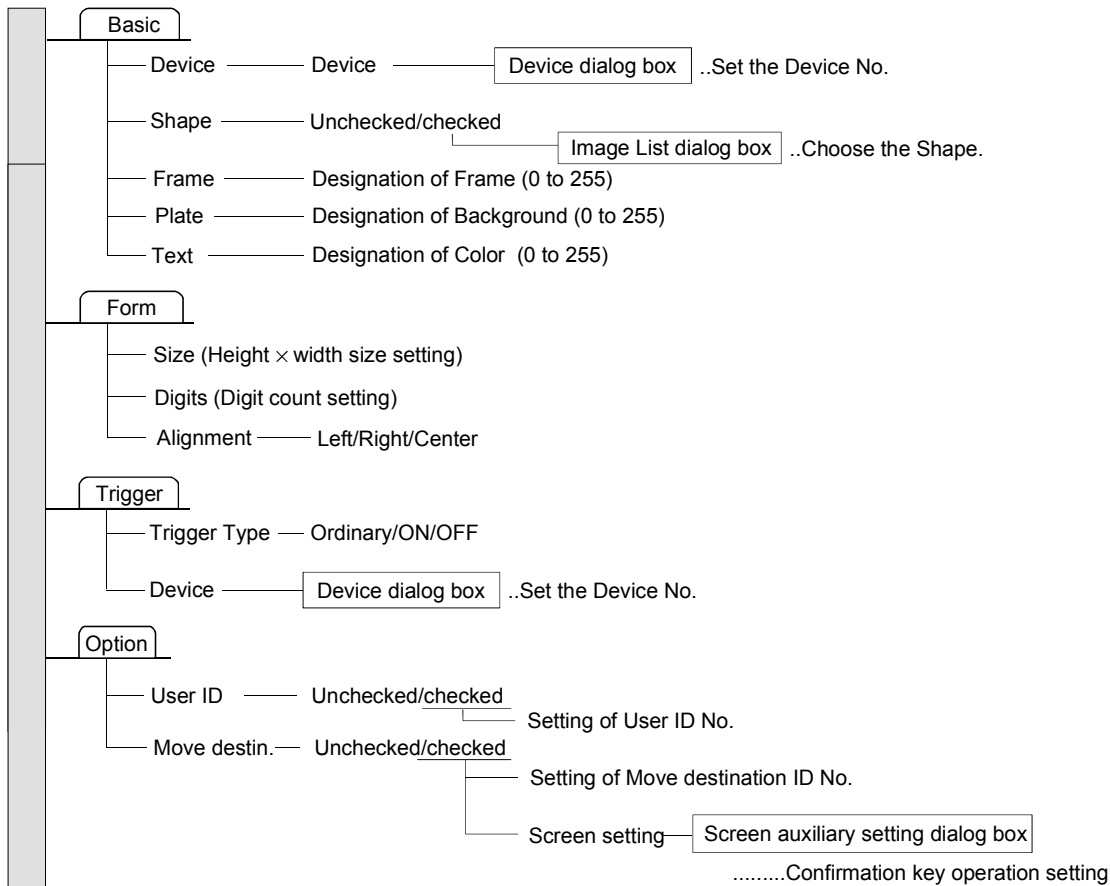 Basic
Device Device Device dialog box ..Set the Device No.
Shape Unchecked/checked
Image List dialog box ..Choose the Shape.
Frame Designation of Frame (0 to 255)
Plate Designation of Background (0 to 255)
Text Designation of Color (0 to 255)
Form
Size (Height × width size setting)
Digits (Digit count setting)
Alignment Left/Right/Center
Trigger
Trigger Type Ordinary/ON/OFF
Device Device dialog box ..Set the Device No.
Option
User ID Unchecked/checked
Setting of User ID No.
Move destin. Unchecked/checked
Setting of Move destination ID No.
Screen setting Screen auxiliary setting dialog box
.........Confirmation key operation setting